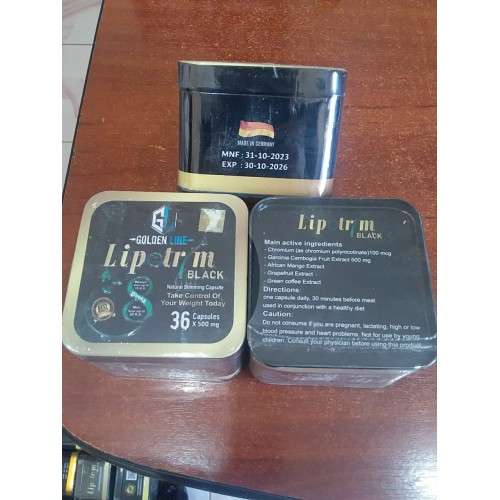 MADE IN GERMANY
MNF : 31-10-2023
EXP : 30-10-2026
GOLDEN LINE
Lipotrim
BLACK
Natural Slimming Capsule
Take Control Of
Your Weight Today
36 Capsules
X 500 mg
Lipotrim
BLACK
Main active ingredients
- Chromium (as chromium polynicotinate)100 mcg
- Garcinia Cambogia Fruit Extract 500 mg
- African Mango Extract
- Grapefruit Extract
- Green coffee Extract
Directions:
one capsule daily, 30 minutes before meal
used in conjunction with a healthy diet
Caution:
Do not consume if you are pregnant, lactating, high or low
blood pressure and heart problems. Not for use by young
children. Consult your physician before using this product.
Lipotrim